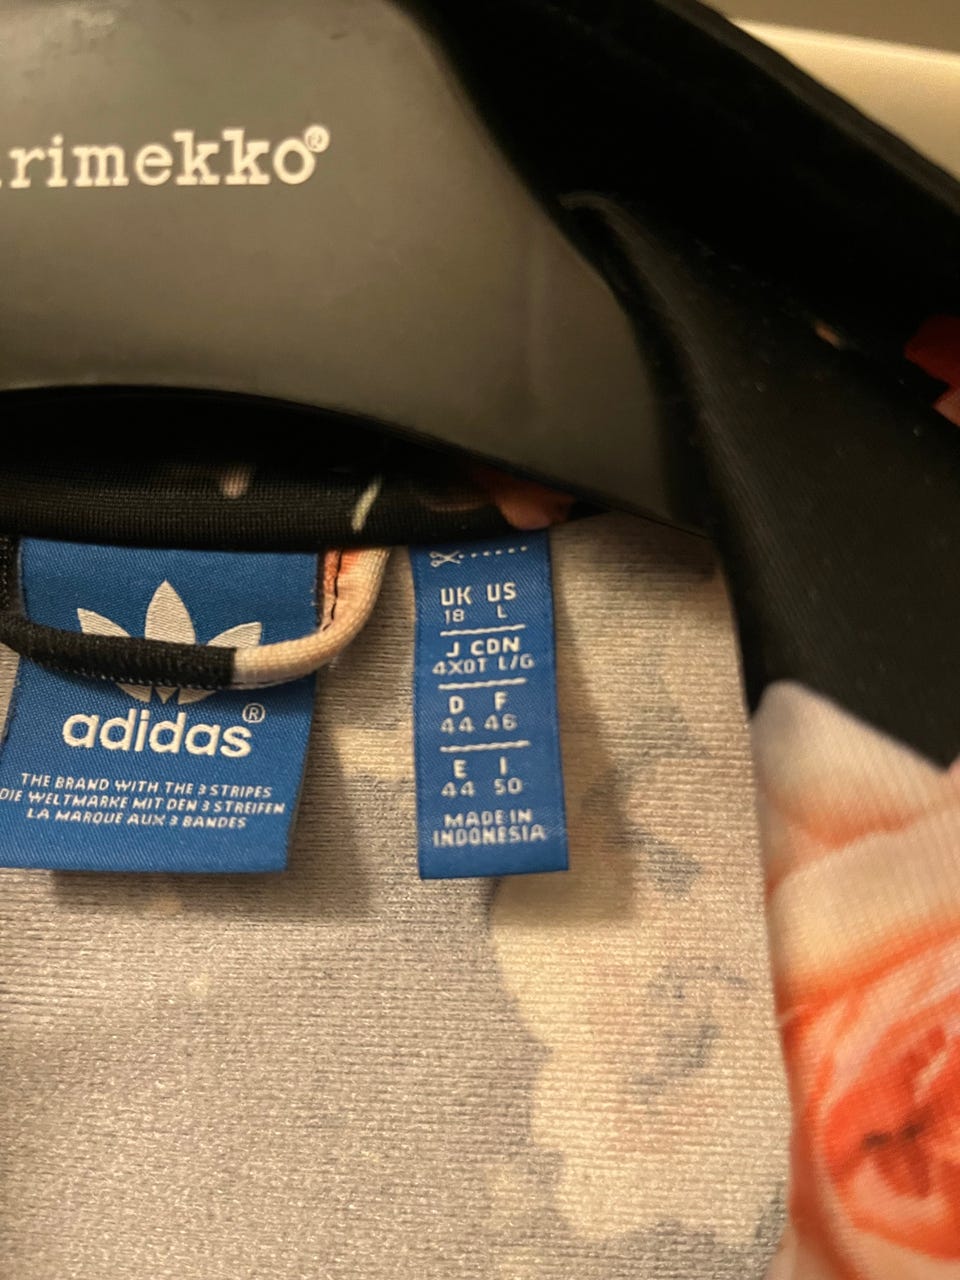 rimekko®
adidas®
THE BRAND WITH THE 3 STRIPES
DIE WELTMARKE MIT DEN 3 STREIFEN
LA MARQUE AUX 3 BANDES
UK US
18 L
J CDN
4XOT L/G
D F
44 46
E I
44 50
MADE IN
INDONESIA